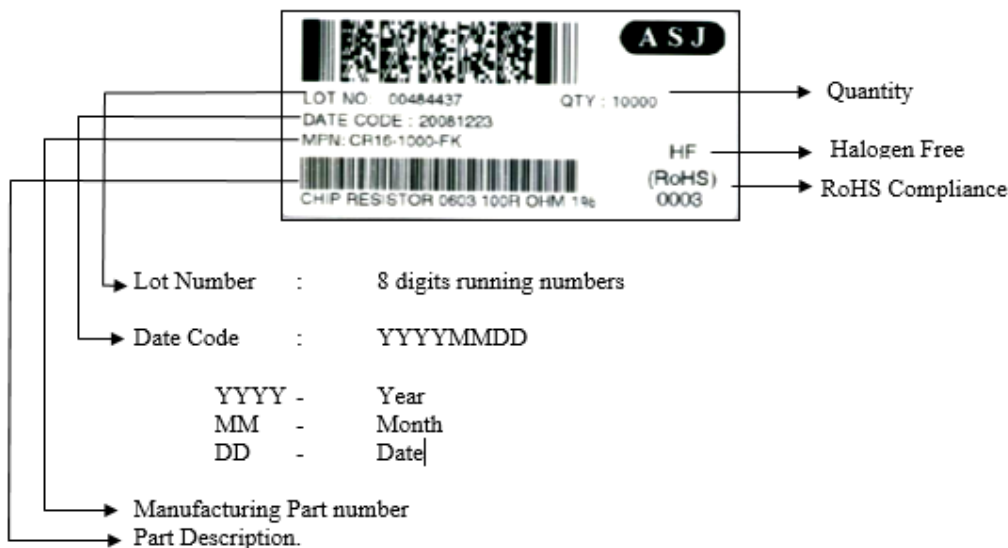 ASJ
LOT NO: 00484437 QTY : 10000
DATE CODE : 20081223
MPN: CR16-1000-FK
CHIP RESISTOR 0603 100R OHM 1%
HF
(RoHS)
0003
Quantity
Halogen Free
RoHS Compliance
Lot Number : 8 digits running numbers
Date Code : YYYYMMDD
YYYY - Year
MM - Month
DD - Date
Manufacturing Part number
Part Description.